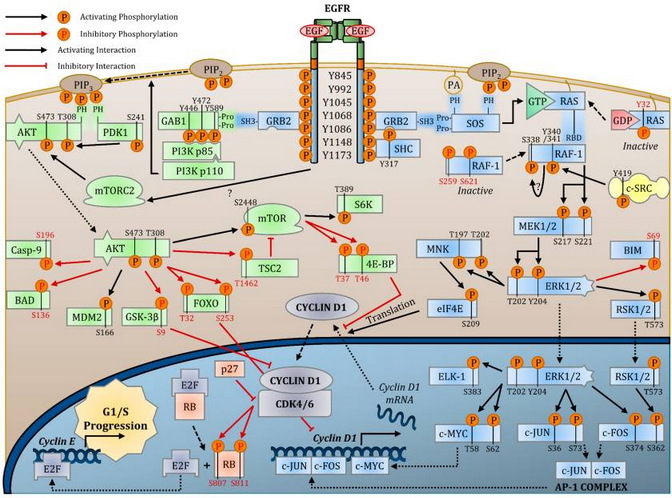 EGFR
Activating Phosphorylation
Inhibitory Phosphorylation
Activating Interaction
Inhibitory Interaction
P
P
EGF
EGF
Y845
Y992
Y1045
Y1068
Y1086
Y1148
Y1173
PIP3
PIP2
P P P
P P
PH PH
S473 T308
S241
AKT
PDK1
Y472
Y446 Y589
GAB1
Pro
Pro
SH3
GRB2
P P P
PI3K p85
PI3K p110
mTORC2
?
GRB2
SH3
Pro
Pro
SOS
P
SHC
Y317
PA
PIP2
P P
PH
PH
GTP
RAS
RBD
Y32
GDP
RAS
P
Inactive
P P
RAF-1
S259 S621
Inactive
Y340
S338 /341
RAF-1
P P
?
Y419
P
c-SRC
MEK1/2
P P
S217 S221
S196
Casp-9
P
S473 T308
AKT
P P
BAD
P
S136
MDM2
P
S166
GSK-3β
P
S9
FOXO
P P
T32 S253
S2448
P
mTOR
T389
P
S6K
P
TSC2
T1462
P P
4E-BP
T37 T46
T197 T202
MNK
P P
eIF4E
P
S209
Translation
ERK1/2
P P
T202 Y204
S69
P
BIM
RSK1/2
P
T573
CYCLIN D1
CYCLIN D1
CDK4/6
Cyclin D1
mRNA
p27
E2F
RB
G1/S
Progression
Cyclin E
E2F
E2F
+
P P
RB
S807 S811
Cyclin D1
c-JUN
c-FOS
c-MYC
ELK-1
P
S383
P P
ERK1/2
T202 Y204
RSK1/2
P
T573
P P
c-MYC
T58 S62
P P
c-JUN
S36 S73
P P
c-FOS
S374 S362
c-JUN
c-FOS
AP-1 COMPLEX